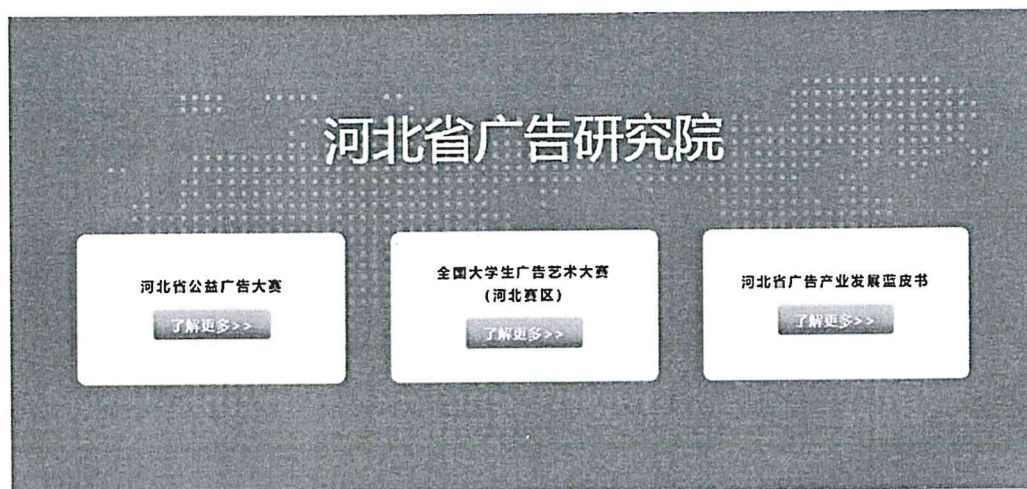 河北省广告研究院
河北省公益广告大赛
了解更多>>
全国大学生广告艺术大赛
(河北赛区)
了解更多>>
河北省广告产业发展蓝皮书
了解更多>>